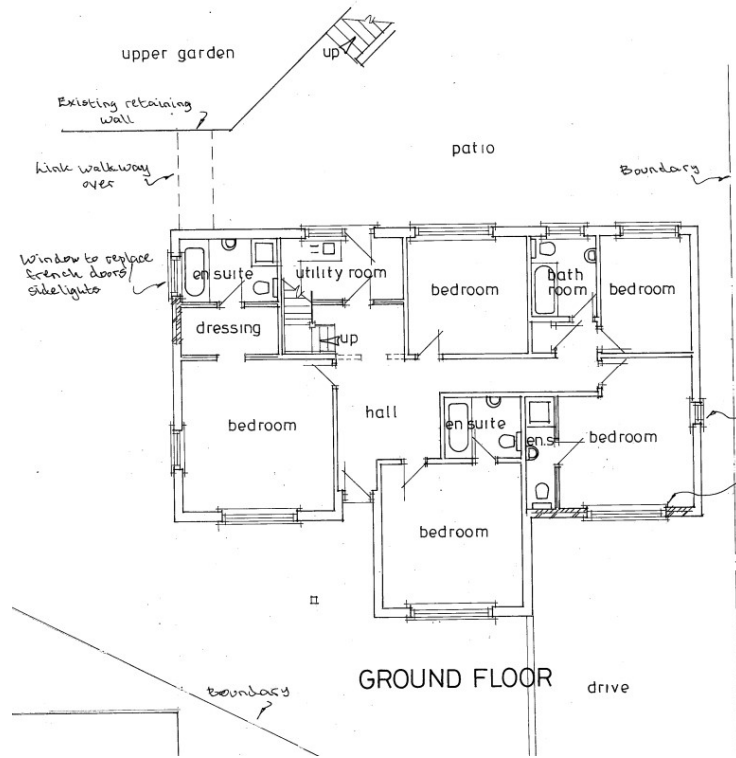 upper garden
up
Existing retaining
wall
patio
Link walkway
over
Boundary
Window to replace
french doors/
sidelights
en suite
utility room
bedroom
bath
room
bedroom
dressing
up
bedroom
hall
en suite
en.s
bedroom
bedroom
GROUND FLOOR
drive
Boundary